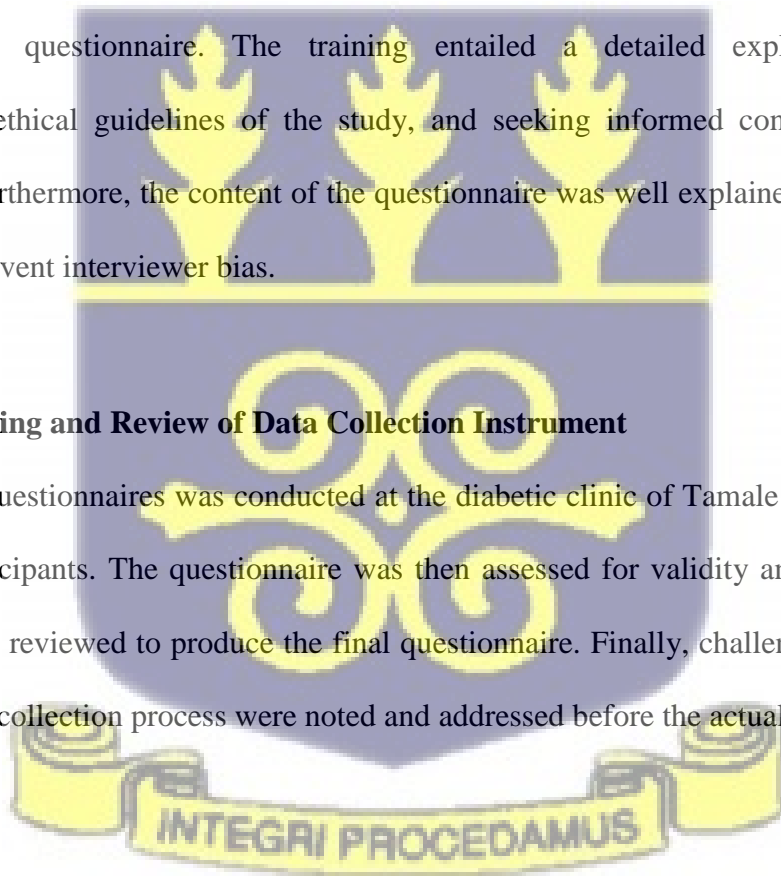 questionnaire. The training entailed a detailed expl
ethical guidelines of the study, and seeking informed con
rthermore, the content of the questionnaire was well explaine
vent interviewer bias.
ing and Review of Data Collection Instrument
uestionnaires was conducted at the diabetic clinic of Tamale
cipants. The questionnaire was then assessed for validity an
reviewed to produce the final questionnaire. Finally, challen
collection process were noted and addressed before the actual
INTEGRI PROCEDAMUS